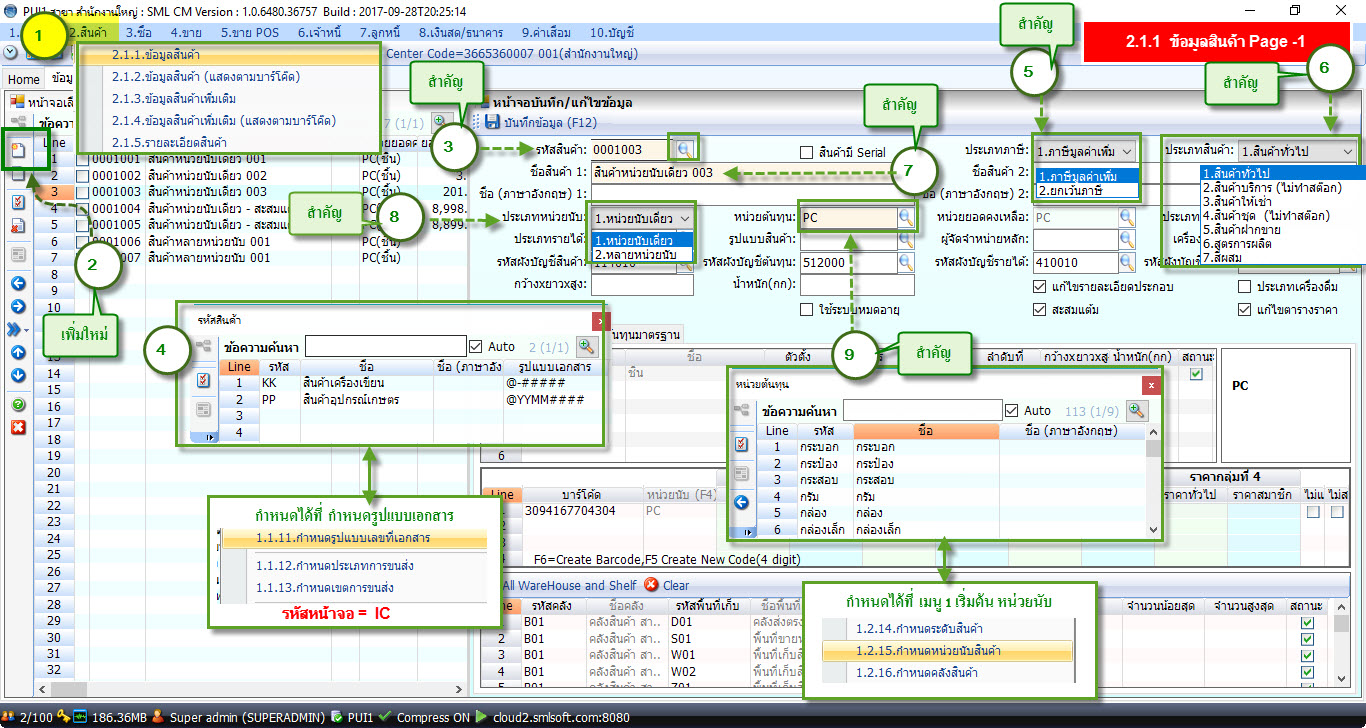 PUI1 สาขา สำนักงานใหญ่ : SML CM Version : 1.0.6480.36757 Build : 2017-09-28T20:25:14
1. 2.สินค้า 3.ซื้อ 4.ขาย 5.ขาย POS 6.เจ้าหนี้ 7.ลูกหนี้ 8.เงินสด/ธนาคาร 9.ค่าเสื่อม 10.บัญชี
1
สำคัญ
2.1.1 ข้อมูลสินค้า Page -1
Center Code=3665360007 001(สำนักงานใหญ่)
2.1.1.ข้อมูลสินค้า
2.1.2.ข้อมูลสินค้า (แสดงตามบาร์โค๊ด)
2.1.3.ข้อมูลสินค้าเพิ่มเติม
2.1.4.ข้อมูลสินค้าเพิ่มเติม (แสดงตามบาร์โค๊ด)
2.1.5.รายละเอียดสินค้า
Home
สำคัญ
3
สำคัญ
7
5
สำคัญ
6
7 (1/1)
หน้าจอบันทึก/แก้ไขข้อมูล
บันทึกข้อมูล (F12)
Line
1 0001001 สินค้าหน่วยนับเดียว 001 PC(ชิ้น)
2 0001002 สินค้าหน่วยนับเดียว 002 PC(ชิ้น) 3.
3 0001003 สินค้าหน่วยนับเดียว 003 PC(ชิ้น) 201.
4 0001004 สินค้าหน่วยนับเดียว - สะสมแ 8,998.
5 0001005 สินค้าหน่วยนับเดียว - สะสมแ 8,899.
6 0001006 สินค้าหลายหน่วยนับ 001 PC(ชิ้น)
7 007 สินค้าหลายหน่วยนับ 001 PC(ชิ้น)
8
9
10
13
14
15
16
17
18
19
20
21
22
23
24
25
26
27
28
29
30
31
32
2
เพิ่มใหม่
สำคัญ
8
รหัสสินค้า: 0001003 สินค้ามี Serial ประเภทภาษี: 1.ภาษีมูลค่าเพิ่ม ประเภทสินค้า: 1.สินค้าทั่วไป
ชื่อสินค้า 1: สินค้าหน่วยนับเดียว 003 ชื่อสินค้า 2:
ชื่อ (ภาษาอังกฤษ) 1: ชื่อ (ภาษาอังกฤษ) 2:
1.ภาษีมูลค่าเพิ่ม
2.ยกเว้นภาษี
1.สินค้าทั่วไป
2.สินค้าบริการ (ไม่ทำสต๊อก)
3.สินค้าให้เช่า
4.สินค้าชุด (ไม่ทำสต๊อก)
5.สินค้าฝากขาย
6.สูตรการผลิต
7.สีผสม
ประเภทหน่วยนับ: 1.หน่วยนับเดียว หน่วยต้นทุน: PC หน่วยยอดคงเหลือ: PC
1.หน่วยนับเดียว
2.หลายหน่วยนับ
ประเภทรายได้: รูปแบบสินค้า: ผู้จัดจำหน่ายหลัก:
รหัสผังบัญชีสินค้า: รหัสผังบัญชีต้นทุน: 512000 รหัสผังบัญชีรายได้: 410010
กว้างxยาวxสูง: น้ำหนัก(กก): แก้ไขรายละเอียดประกอบ ประเภทเครื่องดื่ม
ใช้ระบบหมดอายุ สะสมแต้ม แก้ไขตารางราคา
4
รหัสสินค้า
ข้อความค้นหา Auto 2 (1/1)
Line รหัส ชื่อ ชื่อ (ภาษาอัง รูปแบบเอกสาร
1 KK สินค้าเครื่องเขียน @-#####
2 PP สินค้าอุปกรณ์เกษตร @YYMM####
3
4
9
สำคัญ
ชื่อ ตัวตั้ง ลำดับที่ กว้างxยาวxสู น้ำหนัก(กก) สถานะ
ชิ้น
PC
6
หน่วยต้นทุน
ข้อความค้นหา Auto 113 (1/9)
Line รหัส ชื่อ ชื่อ (ภาษาอังกฤษ)
1 กระบอก กระบอก
2 กระป๋อง กระป๋อง
3 กระสอบ กระสอบ
4 กรัม กรัม
5 กล่อง กล่อง
6 กล่องเล็ก กล่องเล็ก
ราคากลุ่มที่ 4
Line บาร์โค้ด หน่วยนับ (F4) ราคาทั่วไป ราคาสมาชิก ไม่แ ไม่ส
3094167704304 PC
F6=Create Barcode,F5 Create New Code(4 digit)
กำหนดได้ที่ กำหนดรูปแบบเอกสาร
1.1.11.กำหนดรูปแบบเลขที่เอกสาร
1.1.12.กำหนดประเภทการขนส่ง
1.1.13.กำหนดเขตการขนส่ง
รหัสหน้าจอ = IC
All WareHouse and Shelf Clear
รหัสคลัง ชื่อคลัง รหัสพื้นที่เก็บ จำนวนน้อยสุด จำนวนสูงสุด สถานะ
B01 คลังสินค้า สา.. D01
2 B01 คลังสินค้า สา.. S01
3 B01 คลังสินค้า สา.. W01
4 B01 คลังสินค้า สา.. W02
กำหนดได้ที่ เมนู 1 เริ่มต้น หน่วยนับ
1.2.14.กำหนดระดับสินค้า
1.2.15.กำหนดหน่วยนับสินค้า
1.2.16.กำหนดคลังสินค้า
2/100 186.36MB Super admin (SUPERADMIN) PUI1 Compress ON cloud2.smlsoft.com:8080